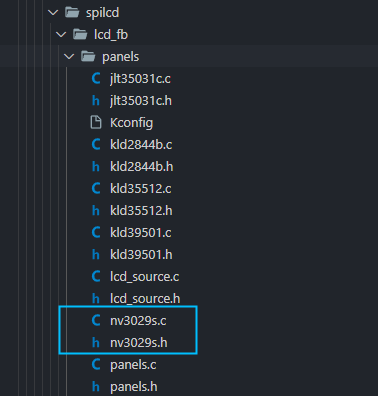 spilcd
lcd_fb
panels
C jlt35031c.c
h jlt35031c.h
Kconfig
C kld2844b.c
h kld2844b.h
C kld35512.c
h kld35512.h
C kld39501.c
h kld39501.h
C lcd_source.c
h lcd_source.h
C nv3029s.c
h nv3029s.h
C panels.c
h panels.h